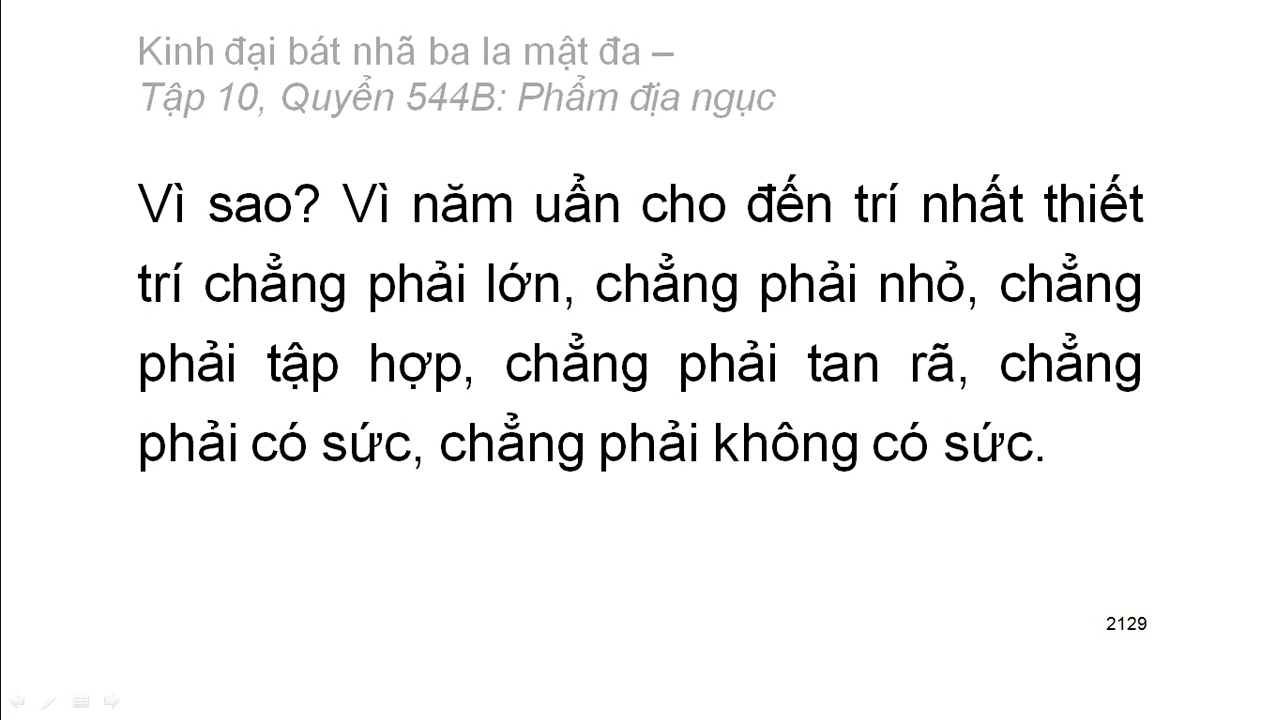 Kinh đại bát nhã ba la mật đa –
Tập 10, Quyển 544B: Phẩm địa ngục
Vì sao? Vì năm uẩn cho đến trí nhất thiết
trí chẳng phải lớn, chẳng phải nhỏ, chẳng
phải tập hợp, chẳng phải tan rã, chẳng
phải có sức, chẳng phải không có sức.
2129